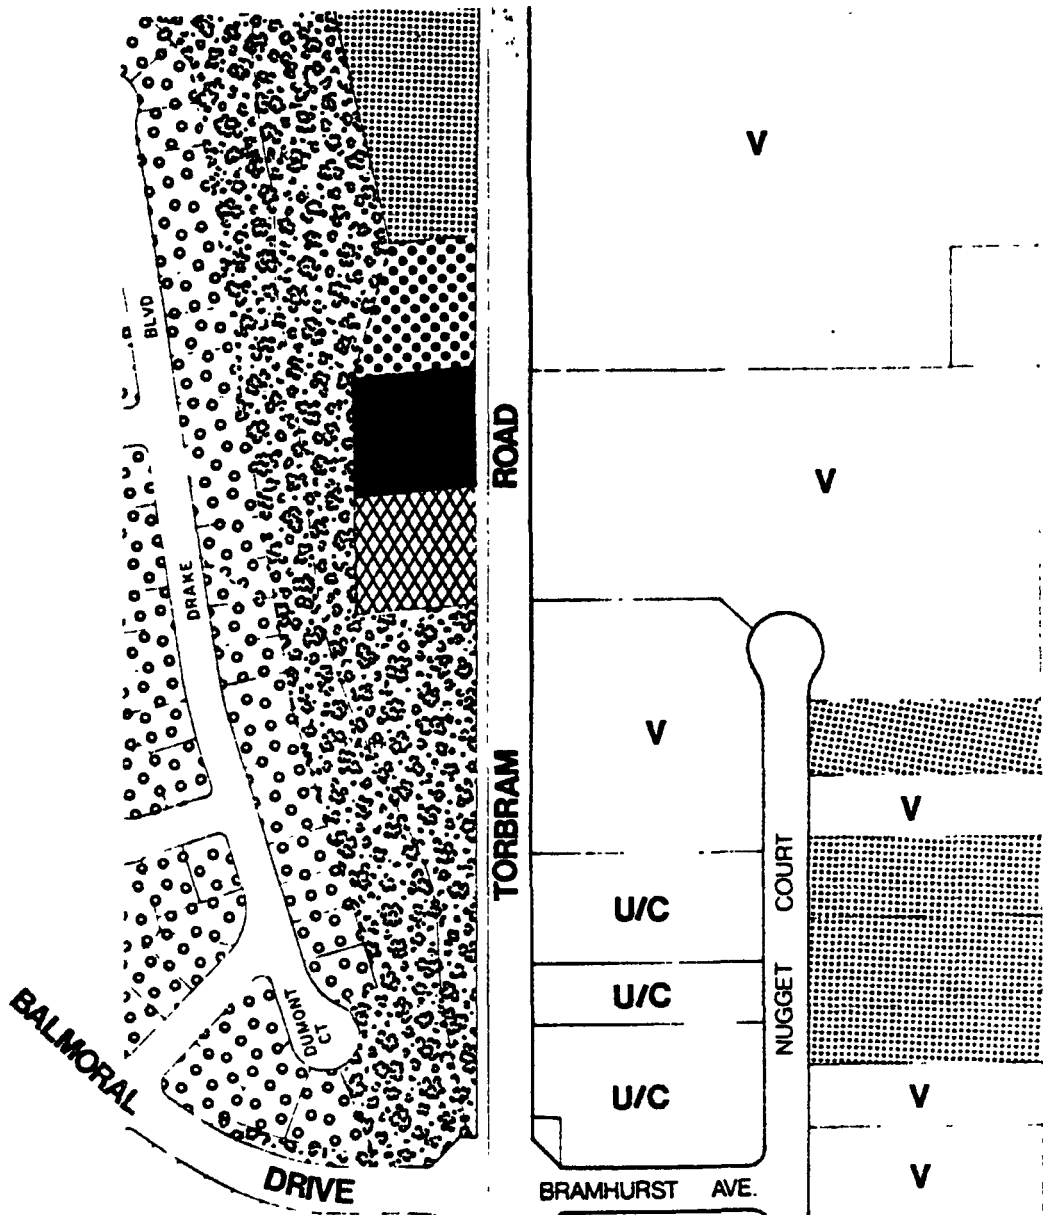 V
BLVD
ROAD
V
DRAKE
V
TORBRAM
V
COURT
U/C
U/C
NUGGET
DUMONT
CT
BALMORAL
U/C
V
V
DRIVE
BRAMHURST AVE.